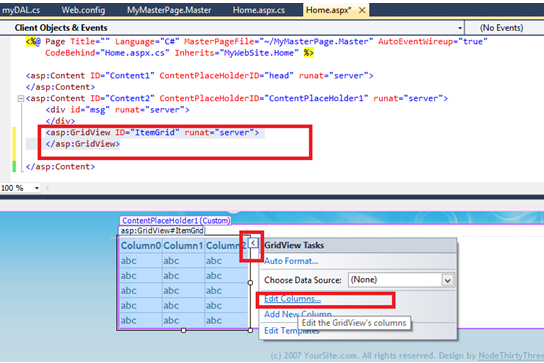 myDAL.cs Web.config MyMasterPage.Master Home.aspx.cs Home.aspx*
Client Objects & Events (No Events)
<%@ Page Title="" Language="C#" MasterPageFile="~/MyMasterPage.Master" AutoEventWireup="true"
CodeBehind="Home.aspx.cs" Inherits="MyWebSite.Home" %>
<asp:Content ID="Content1" ContentPlaceHolderID="head" runat="server">
</asp:Content>
<asp:Content ID="Content2" ContentPlaceHolderID="ContentPlaceHolder1" runat="server">
<div id="msg" runat="server">
</div>
<asp:GridView ID="ItemGrid" runat="server">
</asp:GridView>
</asp:Content>
100 %
ContentPlaceHolder1 (Custom)
asp:GridView#ItemGrid
Column0 Column1 Column2
abc abc abc
abc abc abc
abc abc abc
abc abc abc
abc abc abc
GridView Tasks
Auto Format...
Choose Data Source: (None)
Edit Columns...
Add New Column
Edit the GridView's columns
Edit Templates
(c) 2007 YourSite.com. All rights reserved. Design by NodeThirtyThree